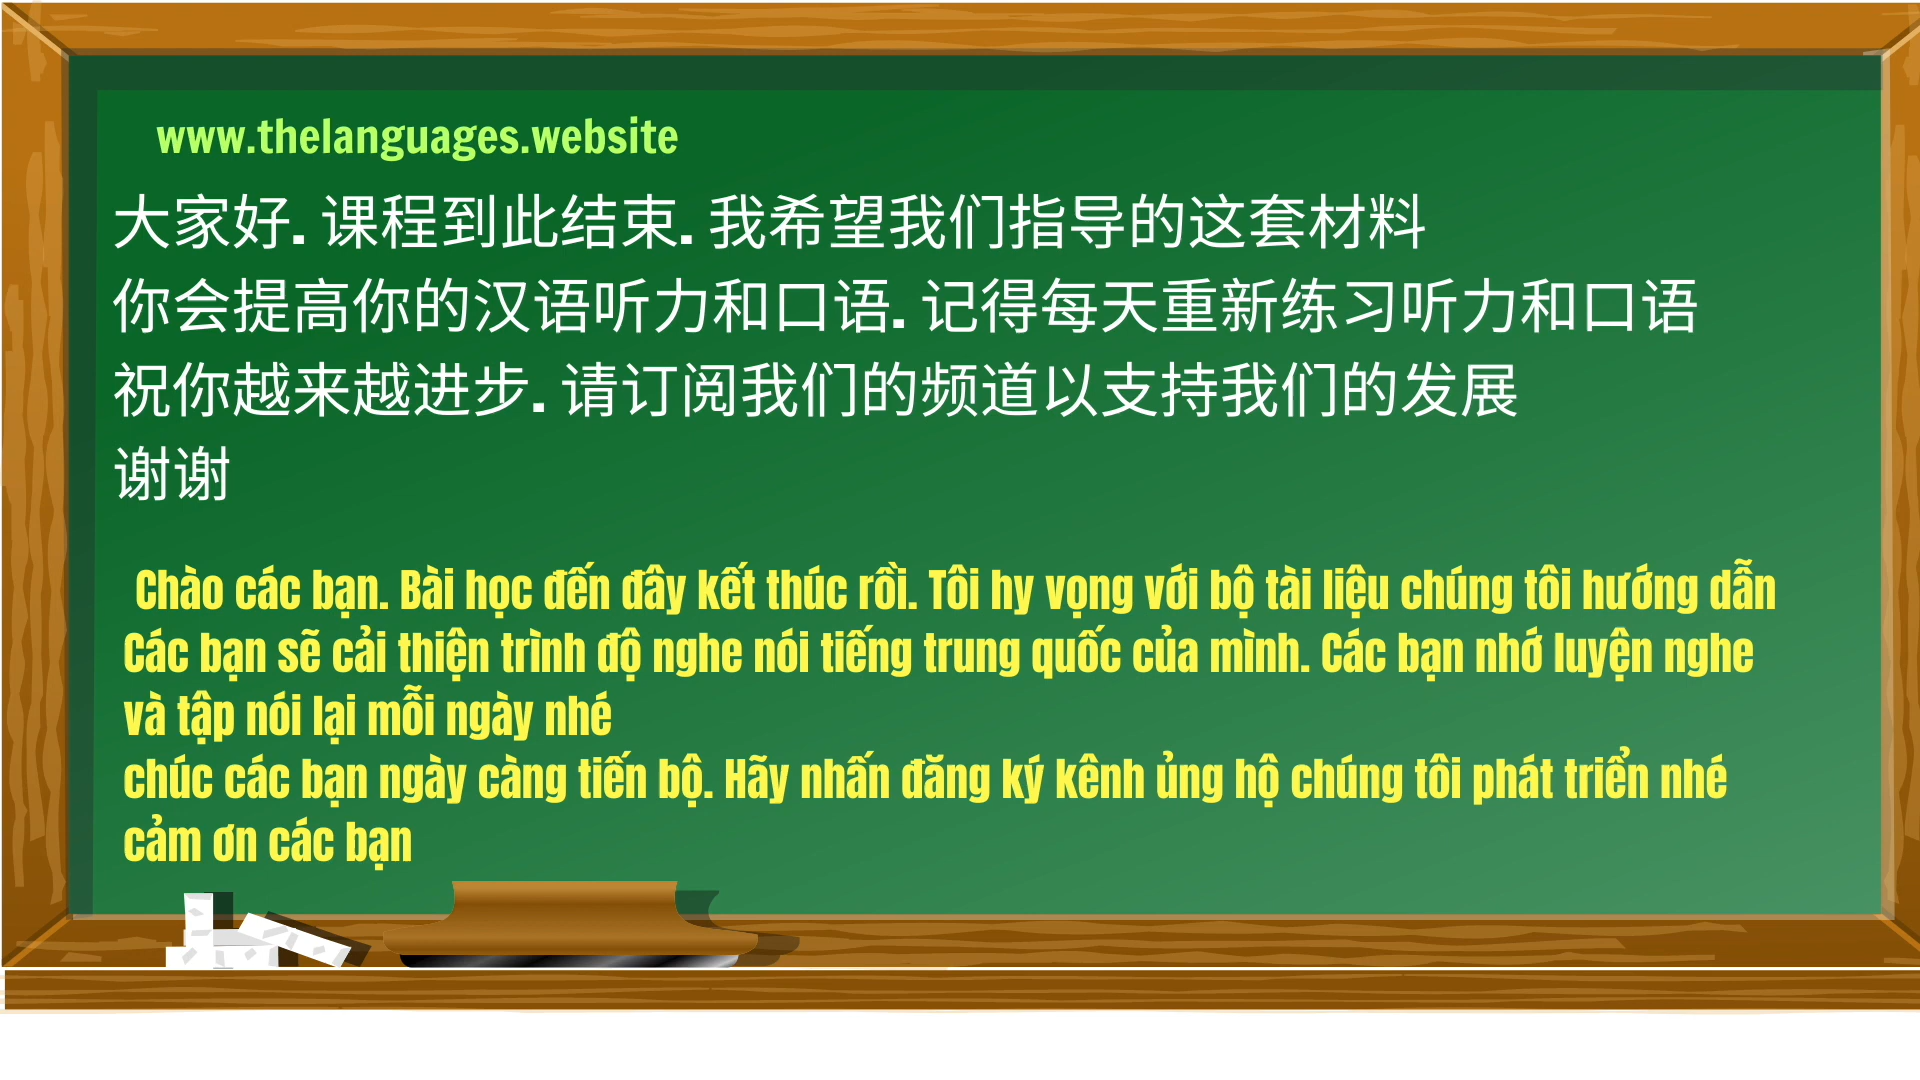 www.thelanguages.website
大家好. 课程到此结束. 我希望我们指导的这套材料
你会提高你的汉语听力和口语. 记得每天重新练习听力和口语
祝你越来越进步. 请订阅我们的频道以支持我们的发展
谢谢
Chào các bạn. Bài học đến đây kết thúc rồi. Tôi hy vọng với bộ tài liệu chúng tôi hướng dẫn
Các bạn sẽ cải thiện trình độ nghe nói tiếng trung quốc của mình. Các bạn nhớ luyện nghe
và tập nói lại mỗi ngày nhé
chúc các bạn ngày càng tiến bộ. Hãy nhấn đăng ký kênh ủng hộ chúng tôi phát triển nhé
cảm ơn các bạn